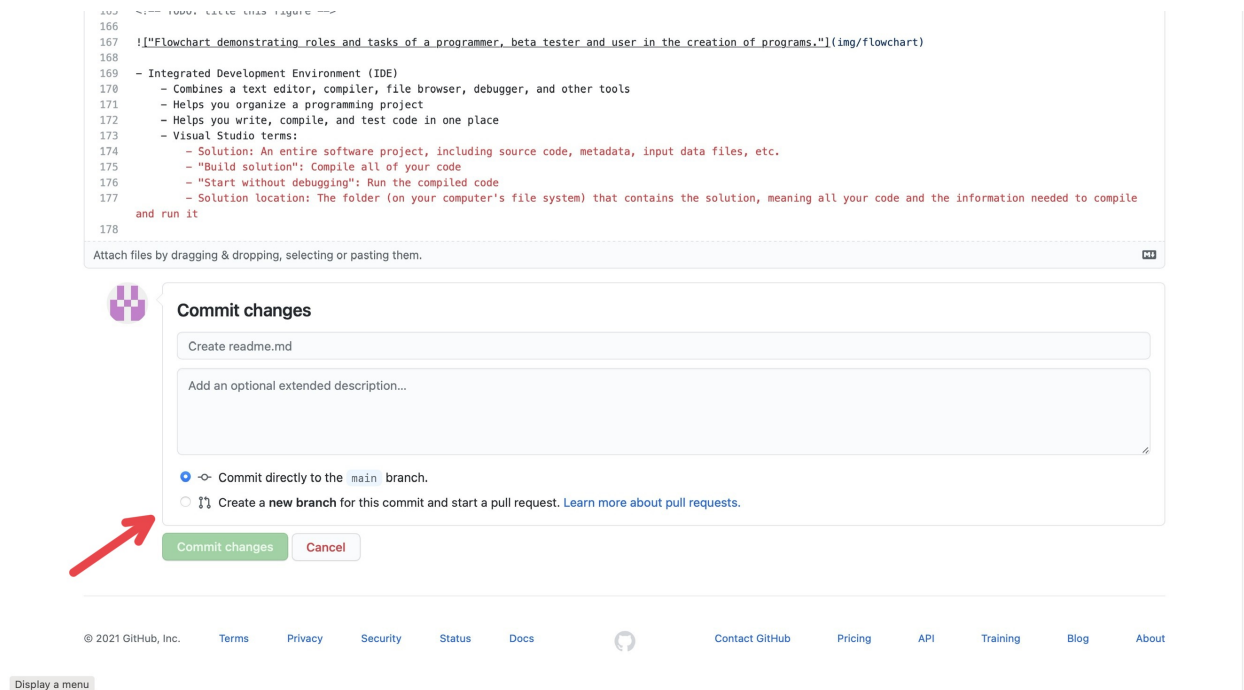 165 <!-- TODO: title this figure -->
166
167 !["Flowchart demonstrating roles and tasks of a programmer, beta tester and user in the creation of programs."](img/flowchart)
168
169 - Integrated Development Environment (IDE)
170 - Combines a text editor, compiler, file browser, debugger, and other tools
171 - Helps you organize a programming project
172 - Helps you write, compile, and test code in one place
173 - Visual Studio terms:
174 - Solution: An entire software project, including source code, metadata, input data files, etc.
175 - "Build solution": Compile all of your code
176 - "Start without debugging": Run the compiled code
177 - Solution location: The folder (on your computer's file system) that contains the solution, meaning all your code and the information needed to compile
and run it
178
Attach files by dragging & dropping, selecting or pasting them.
Commit changes
Create readme.md
Add an optional extended description...
Commit directly to the main branch.
Create a new branch for this commit and start a pull request. Learn more about pull requests.
Commit changes Cancel
© 2021 GitHub, Inc. Terms Privacy Security Status Docs Contact GitHub Pricing API Training Blog About
Display a menu